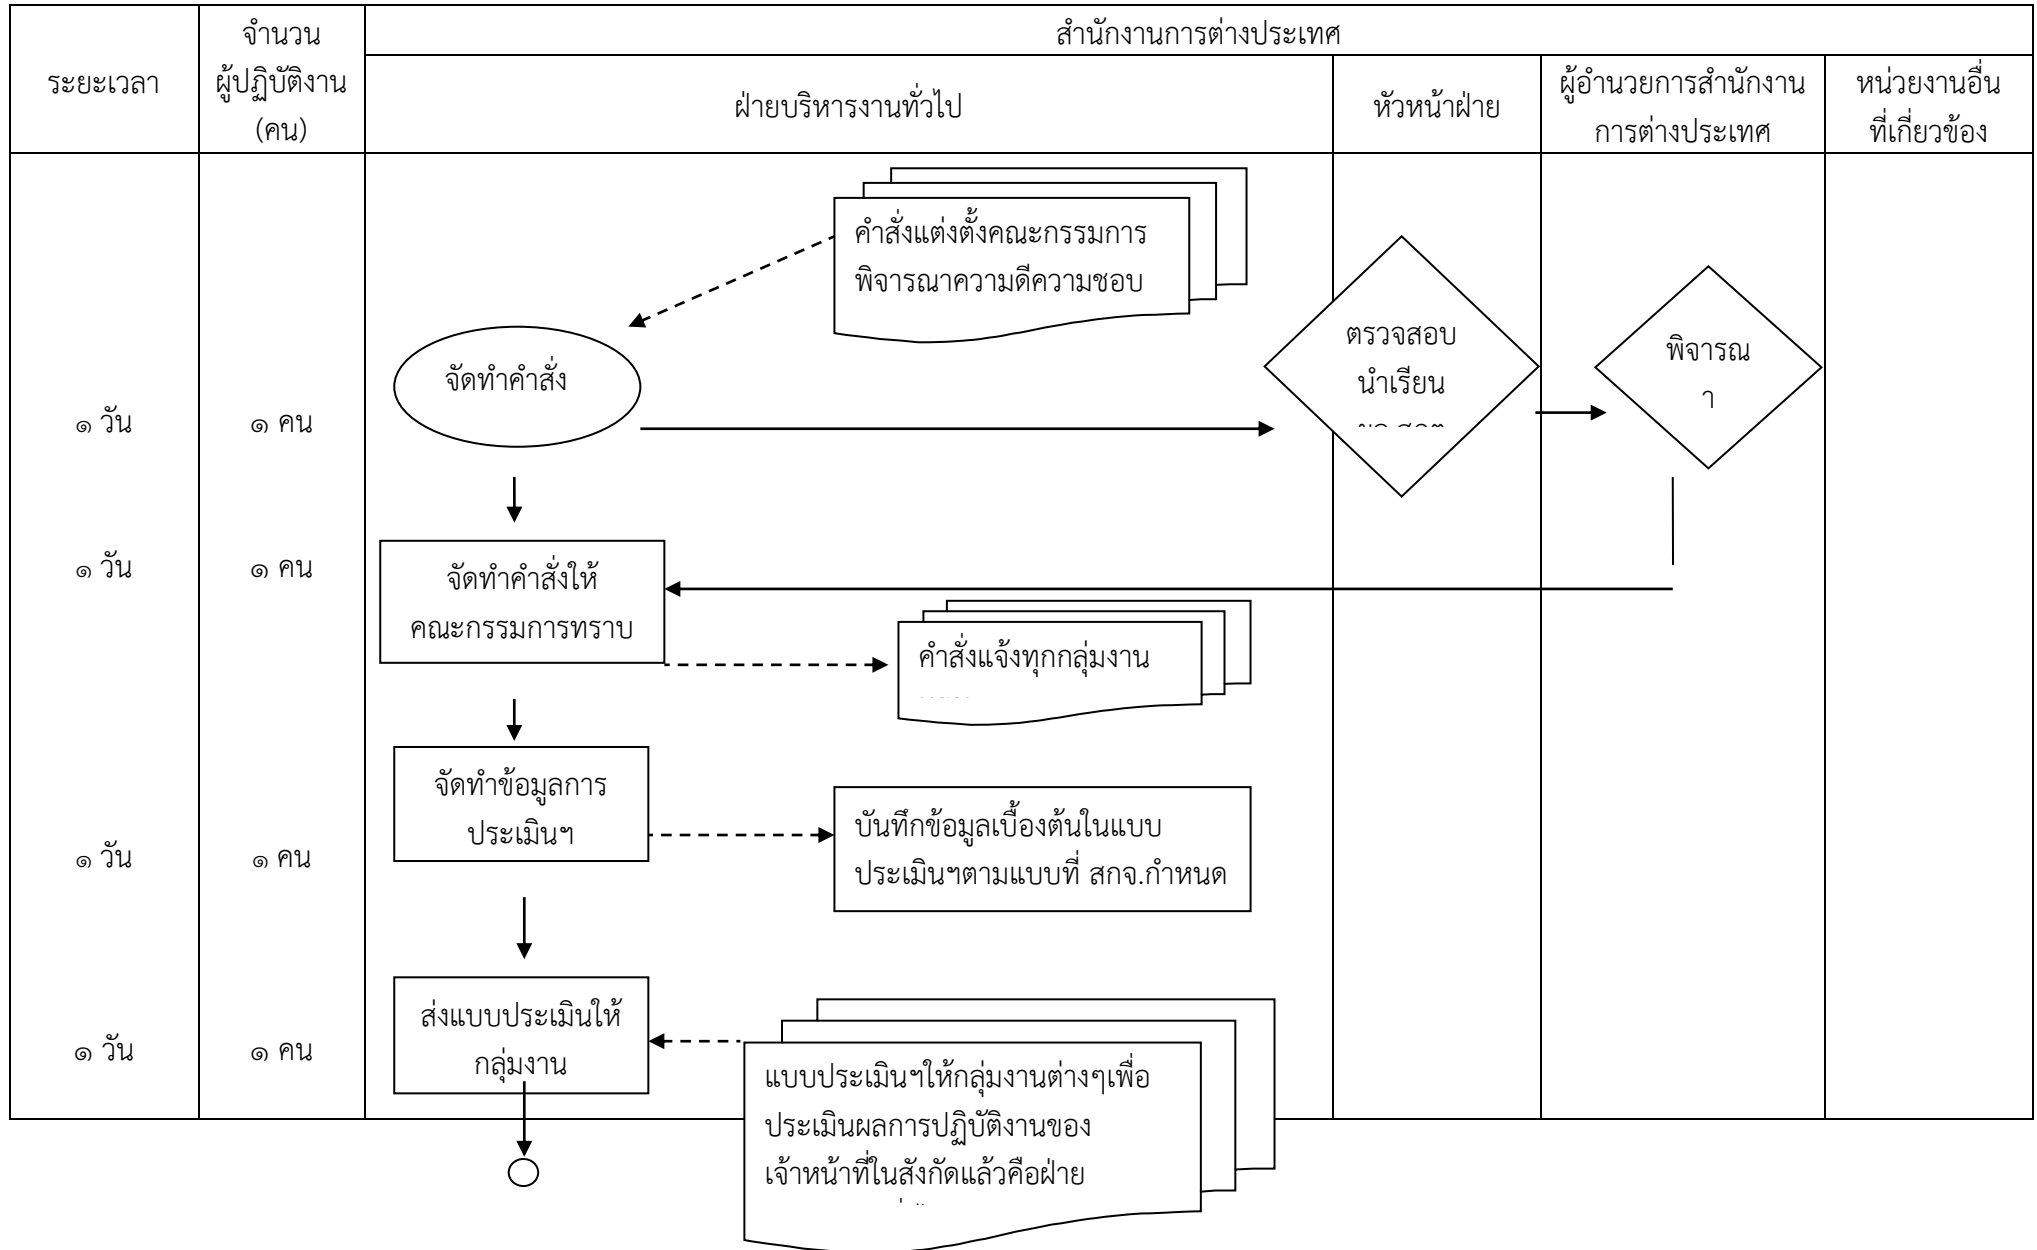 ระยะเวลา
จำนวน
ผู้ปฏิบัติงาน
(คน)
สำนักงานการต่างประเทศ
ฝ่ายบริหารงานทั่วไป
หัวหน้าฝ่าย
ผู้อำนวยการสำนักงาน
การต่างประเทศ
หน่วยงานอื่น
ที่เกี่ยวข้อง
คำสั่งแต่งตั้งคณะกรรมการ
พิจารณาความดีความชอบ
จัดทำคำสั่ง
ตรวจสอบ
นำเรียน
พิจารณ
า
๑ วัน
๑ คน
๑ วัน
๑ คน
จัดทำคำสั่งให้
คณะกรรมการทราบ
คำสั่งแจ้งทุกกลุ่มงาน
จัดทำข้อมูลการ
ประเมินฯ
บันทึกข้อมูลเบื้องต้นในแบบ
ประเมินฯตามแบบที่ สกจ.กำหนด
๑ วัน
๑ คน
ส่งแบบประเมินให้
กลุ่มงาน
๑ วัน
๑ คน
แบบประเมินฯให้กลุ่มงานต่างๆเพื่อ
ประเมินผลการปฏิบัติงานของ
เจ้าหน้าที่ในสังกัดแล้วคือฝ่าย